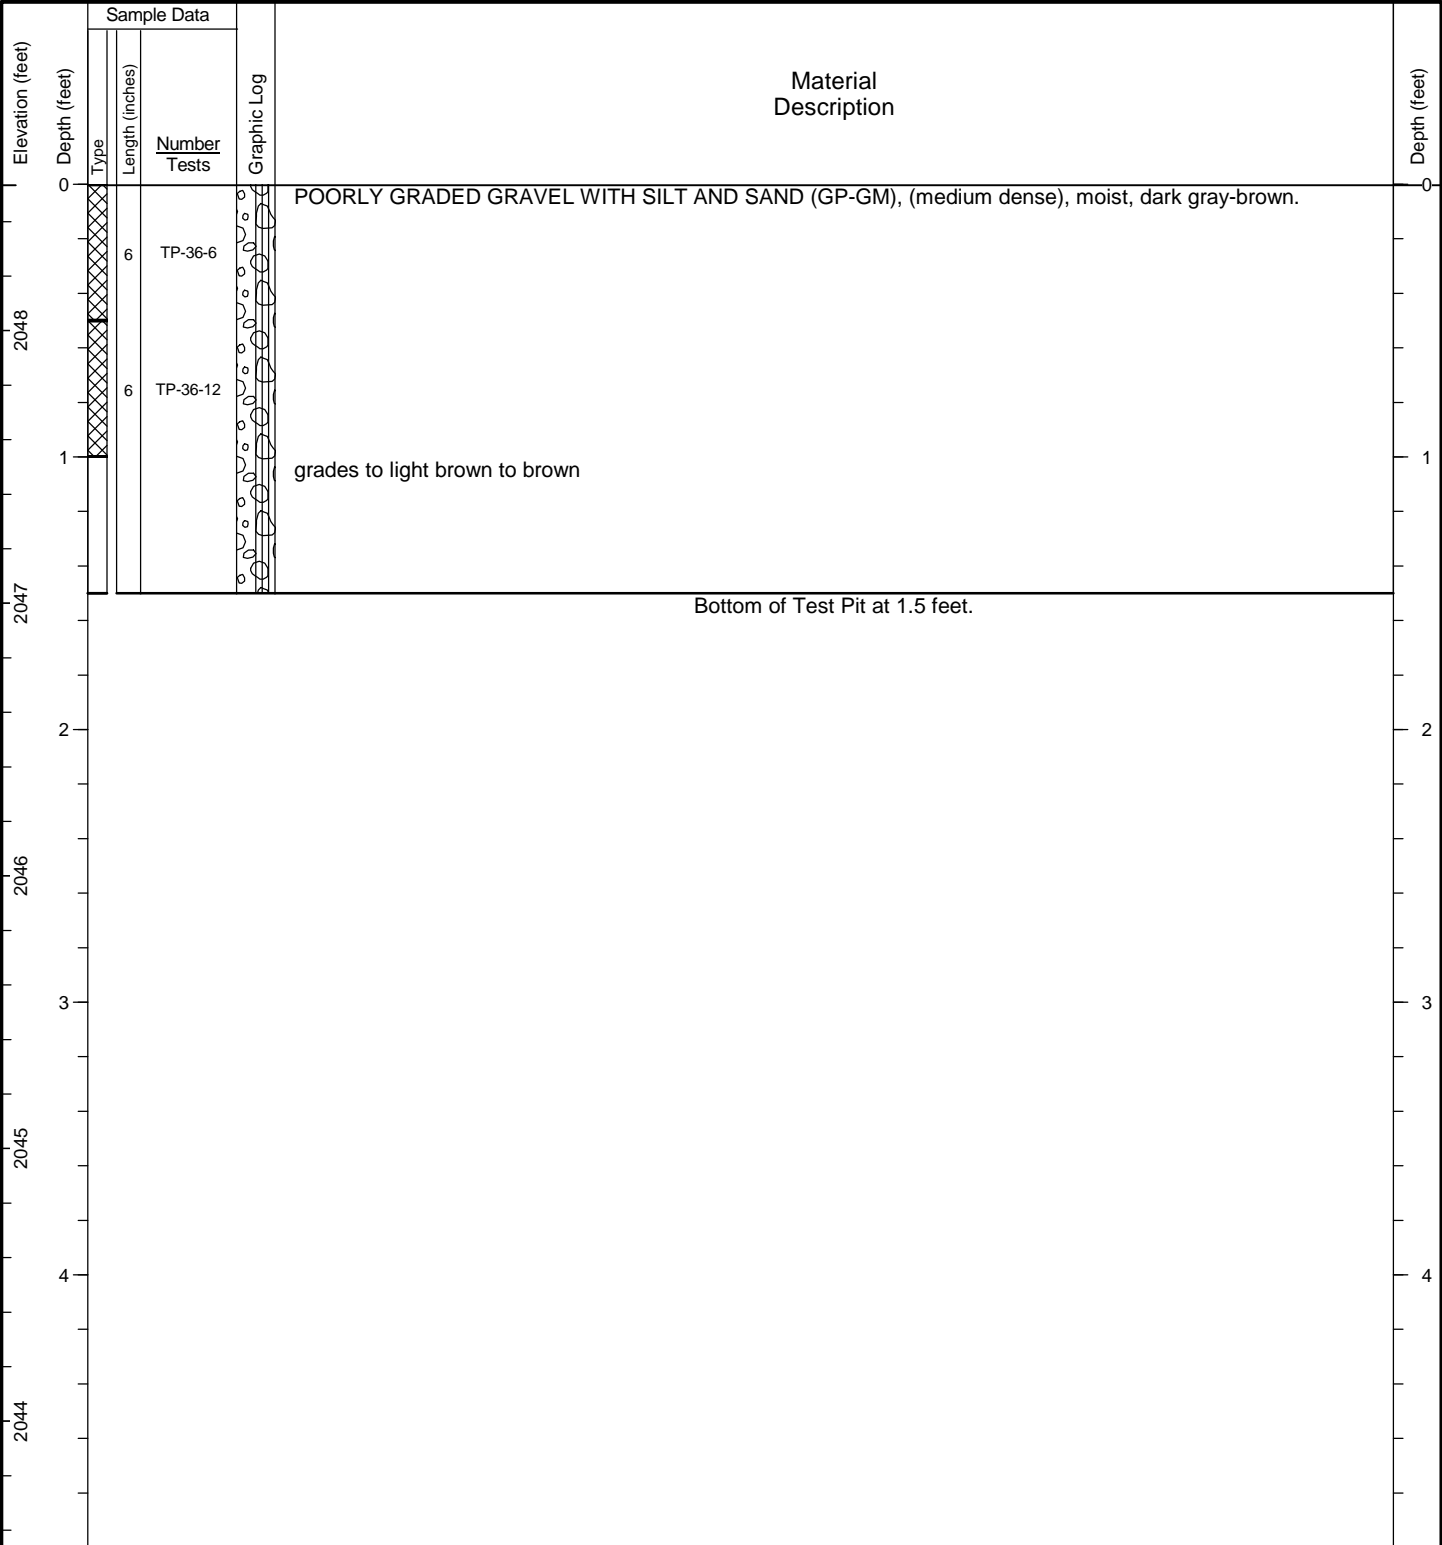 Sample Data
Elevation (feet)
Depth (feet)
Type
Length (inches)
Number
Tests
Graphic Log
Material
Description
Depth (feet)
0
POORLY GRADED GRAVEL WITH SILT AND SAND (GP-GM), (medium dense), moist, dark gray-brown.
0
6
TP-36-6
2048
6
TP-36-12
1
grades to light brown to brown
1
2047
Bottom of Test Pit at 1.5 feet.
2
2
2046
3
3
2045
4
4
2044